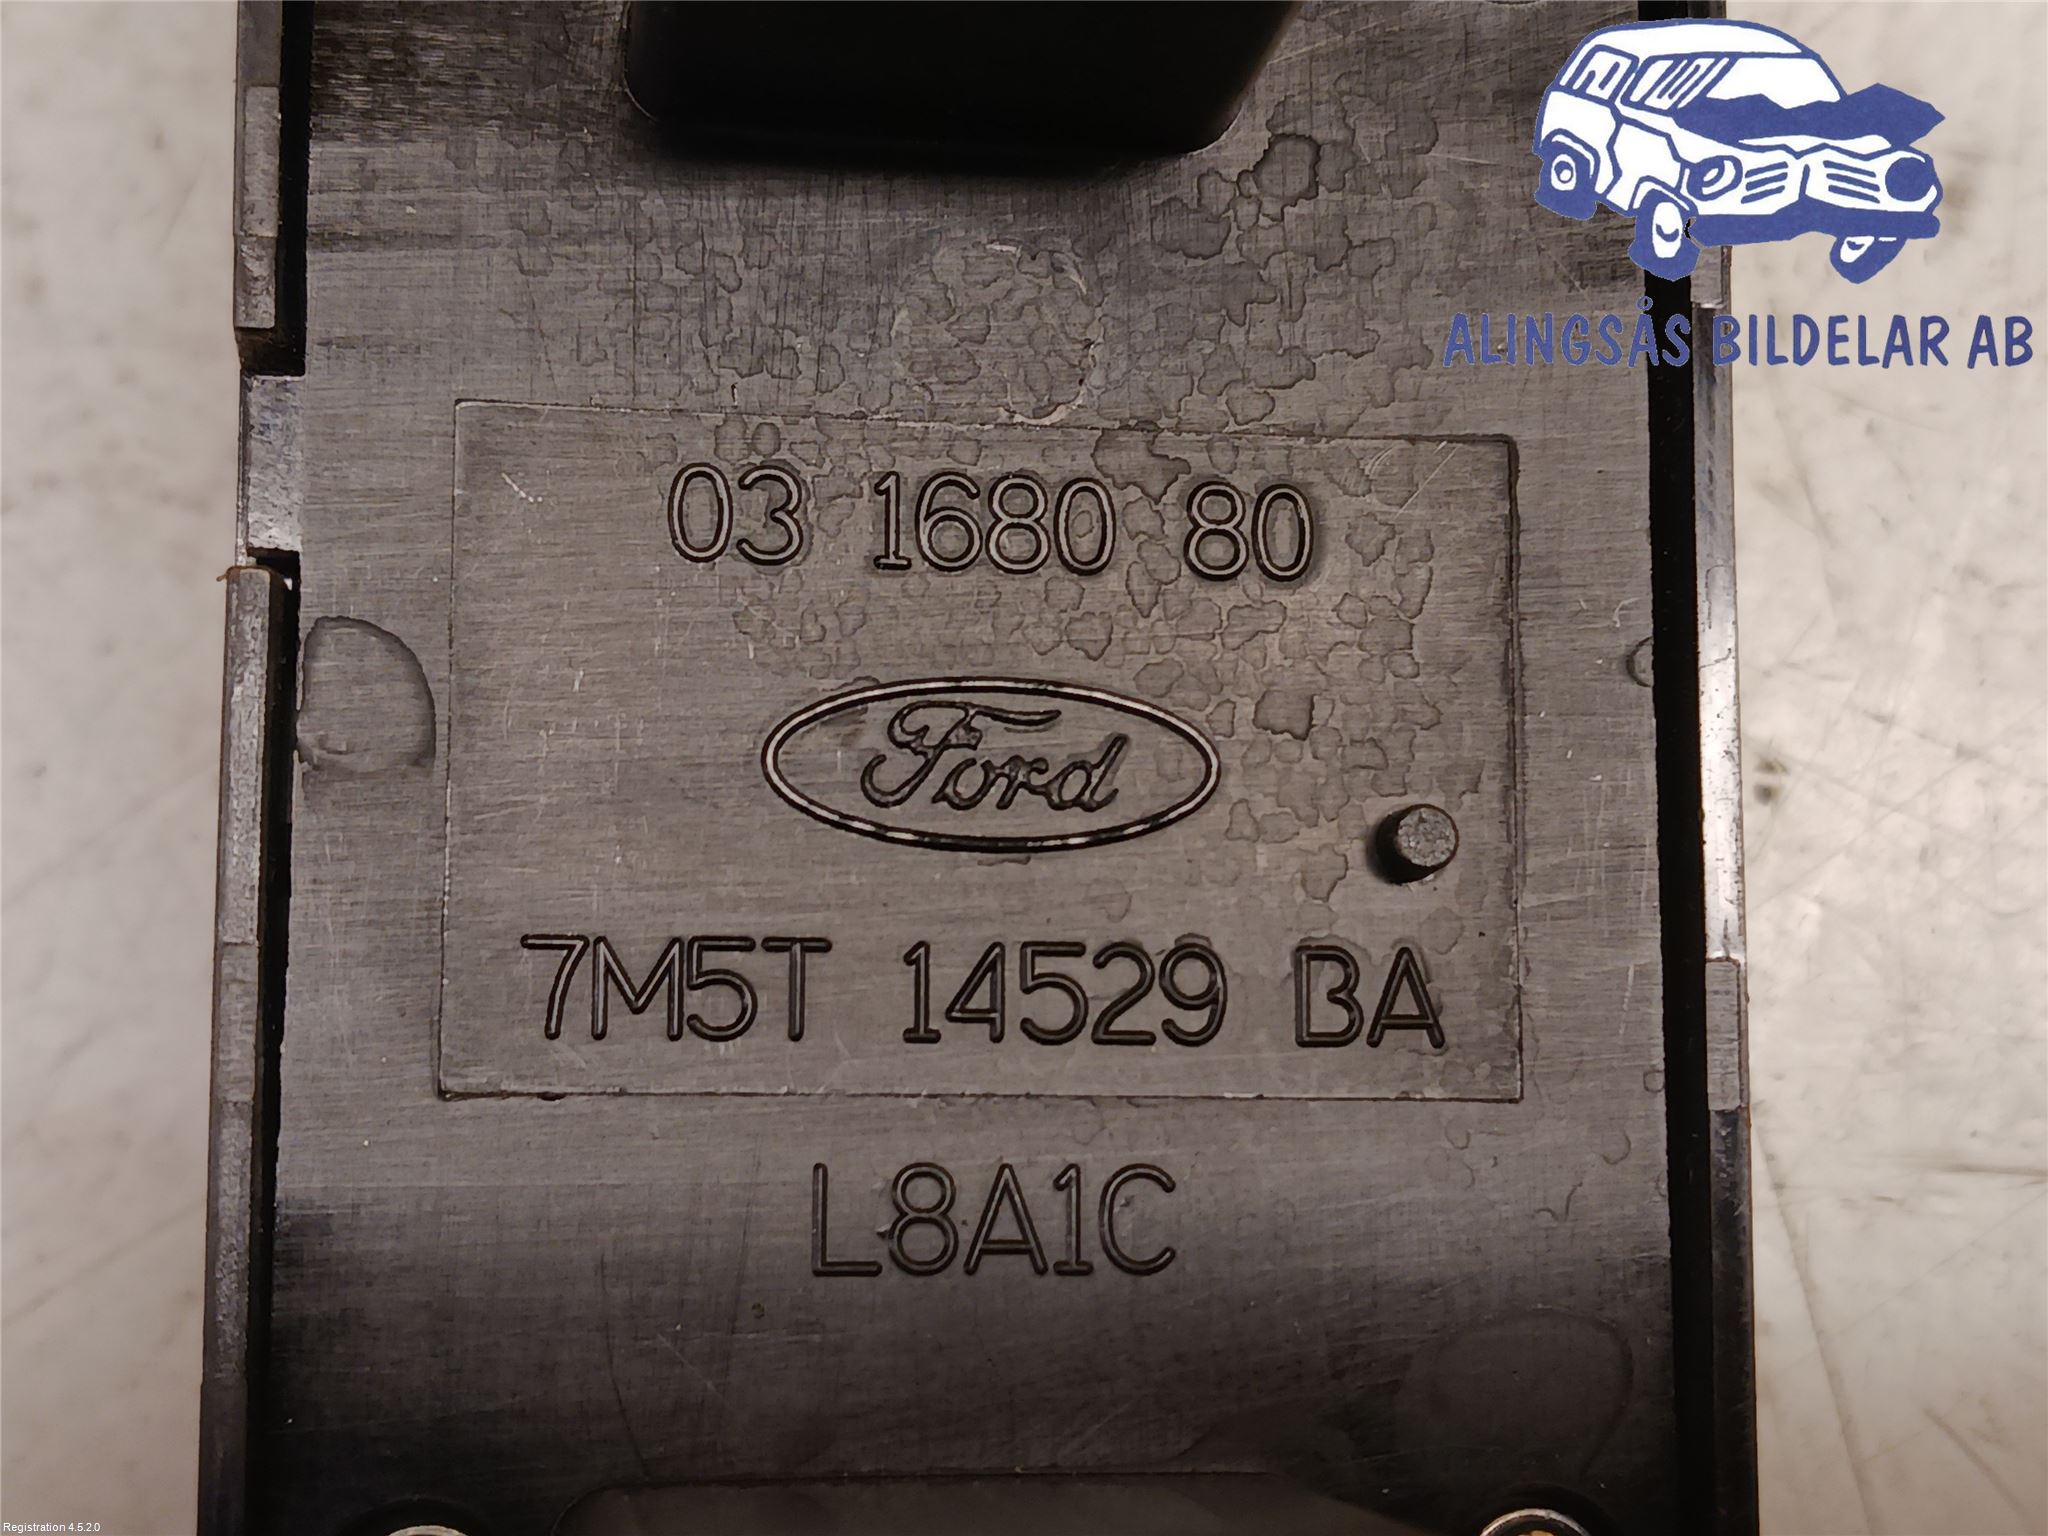 ALINGSÅS BILDELAR AB
03 1680 80
Ford
7M5T 14529 BA
L8A1C
Registration 4.5.2.0